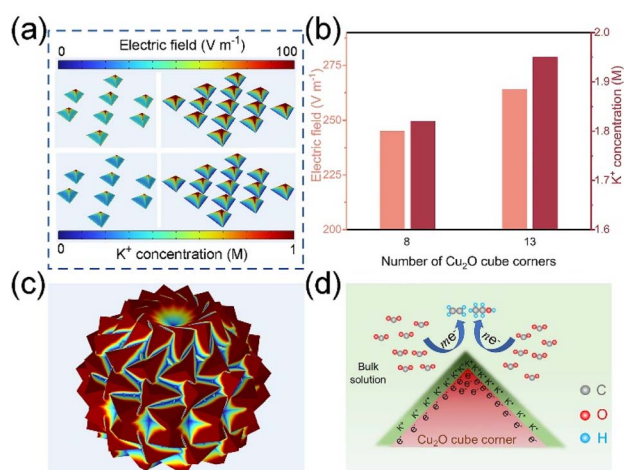 (a)
Electric field (V m⁻¹)
0
100
K⁺ concentration (M)
0
1
(b)
Electric field (V m⁻¹)
275
250
225
200
K⁺ concentration (M)
2.0
1.9
1.8
1.7
1.6
8
13
Number of Cu₂O cube corners
(c)
(d)
me⁻
ne⁻
Bulk
solution
K⁺ K⁺ K⁺ K⁺ K⁺ K⁺
e⁻ e⁻ e⁻ e⁻ e⁻ e⁻
Cu₂O cube corner
C
O
H